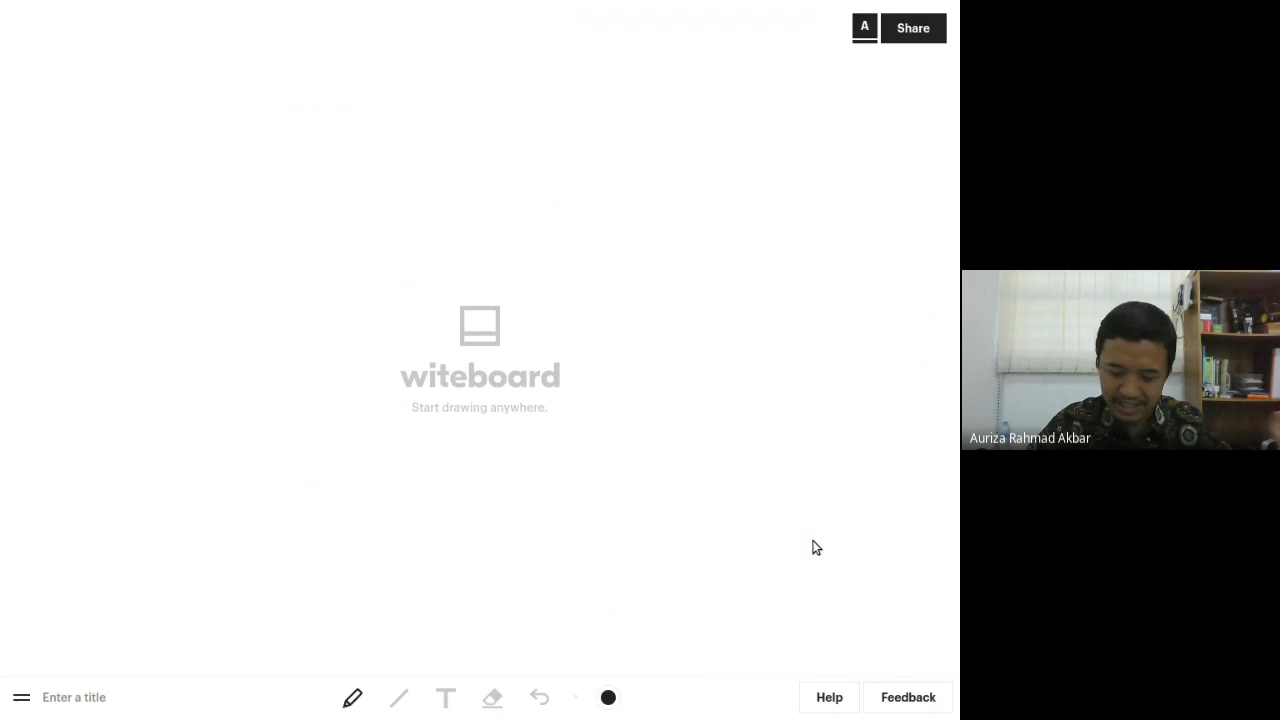 A
Share
witeboard
Start drawing anywhere.
Auriza Rahmad Akbar
Enter a title
T
Help
Feedback